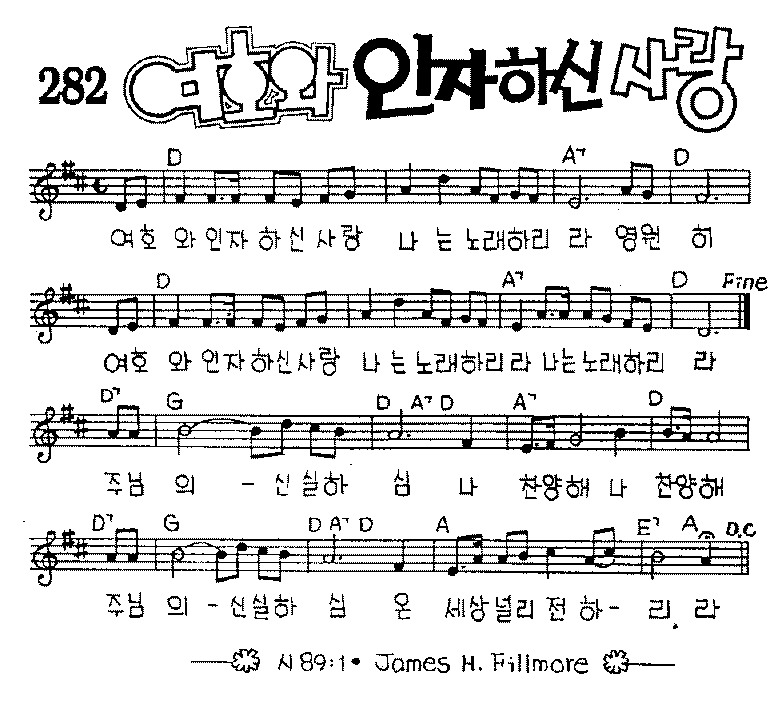 282 여호와 인자하신 사랑
D A7 D
여호 와 인자 하 신 사 랑 나 는 노래하리 라 영원 히
D A7 D Fine
여호 와 인자 하신사랑 나 는 노래하리 라 나는 노래하리 라
D7 G D A7 D A7 D
주님 의 - 신 실하 심 나 찬양해 나 찬양해
D7 G D A7 D A E7 A D.C
주님 의 - 신실하 심 온 세상널리 전 하 - 리. 라
시 89:1 • James H. Fillmore